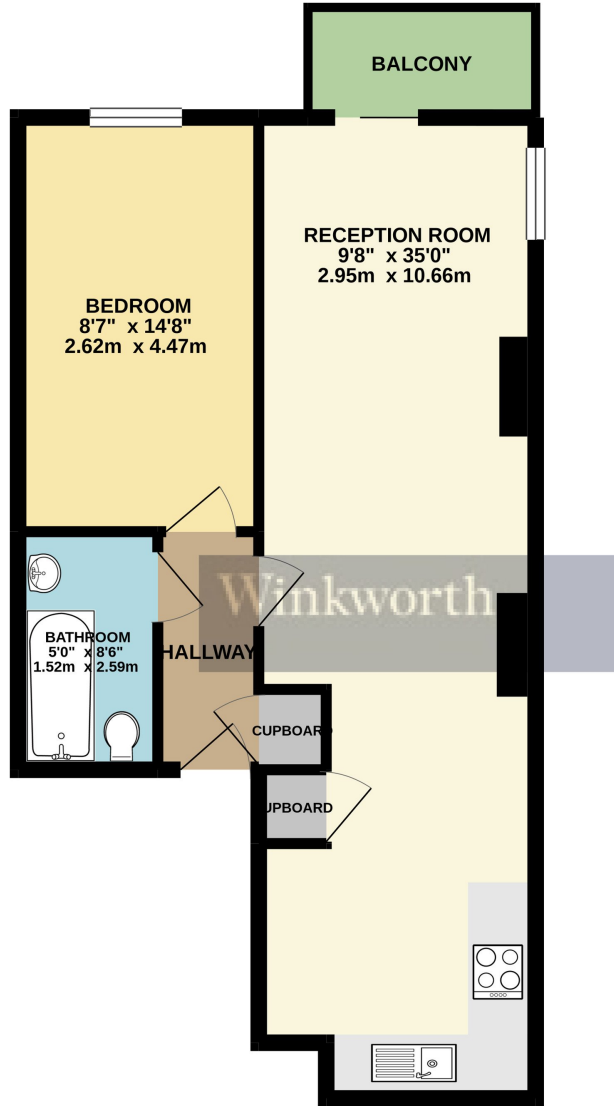 BALCONY
RECEPTION ROOM
9'8" x 35'0"
2.95m x 10.66m
BEDROOM
8'7" x 14'8"
2.62m x 4.47m
Winkworth
BATHROOM
5'0" x 8'6"
1.52m x 2.59m
HALLWAY
CUPBOARD
UPBOARD